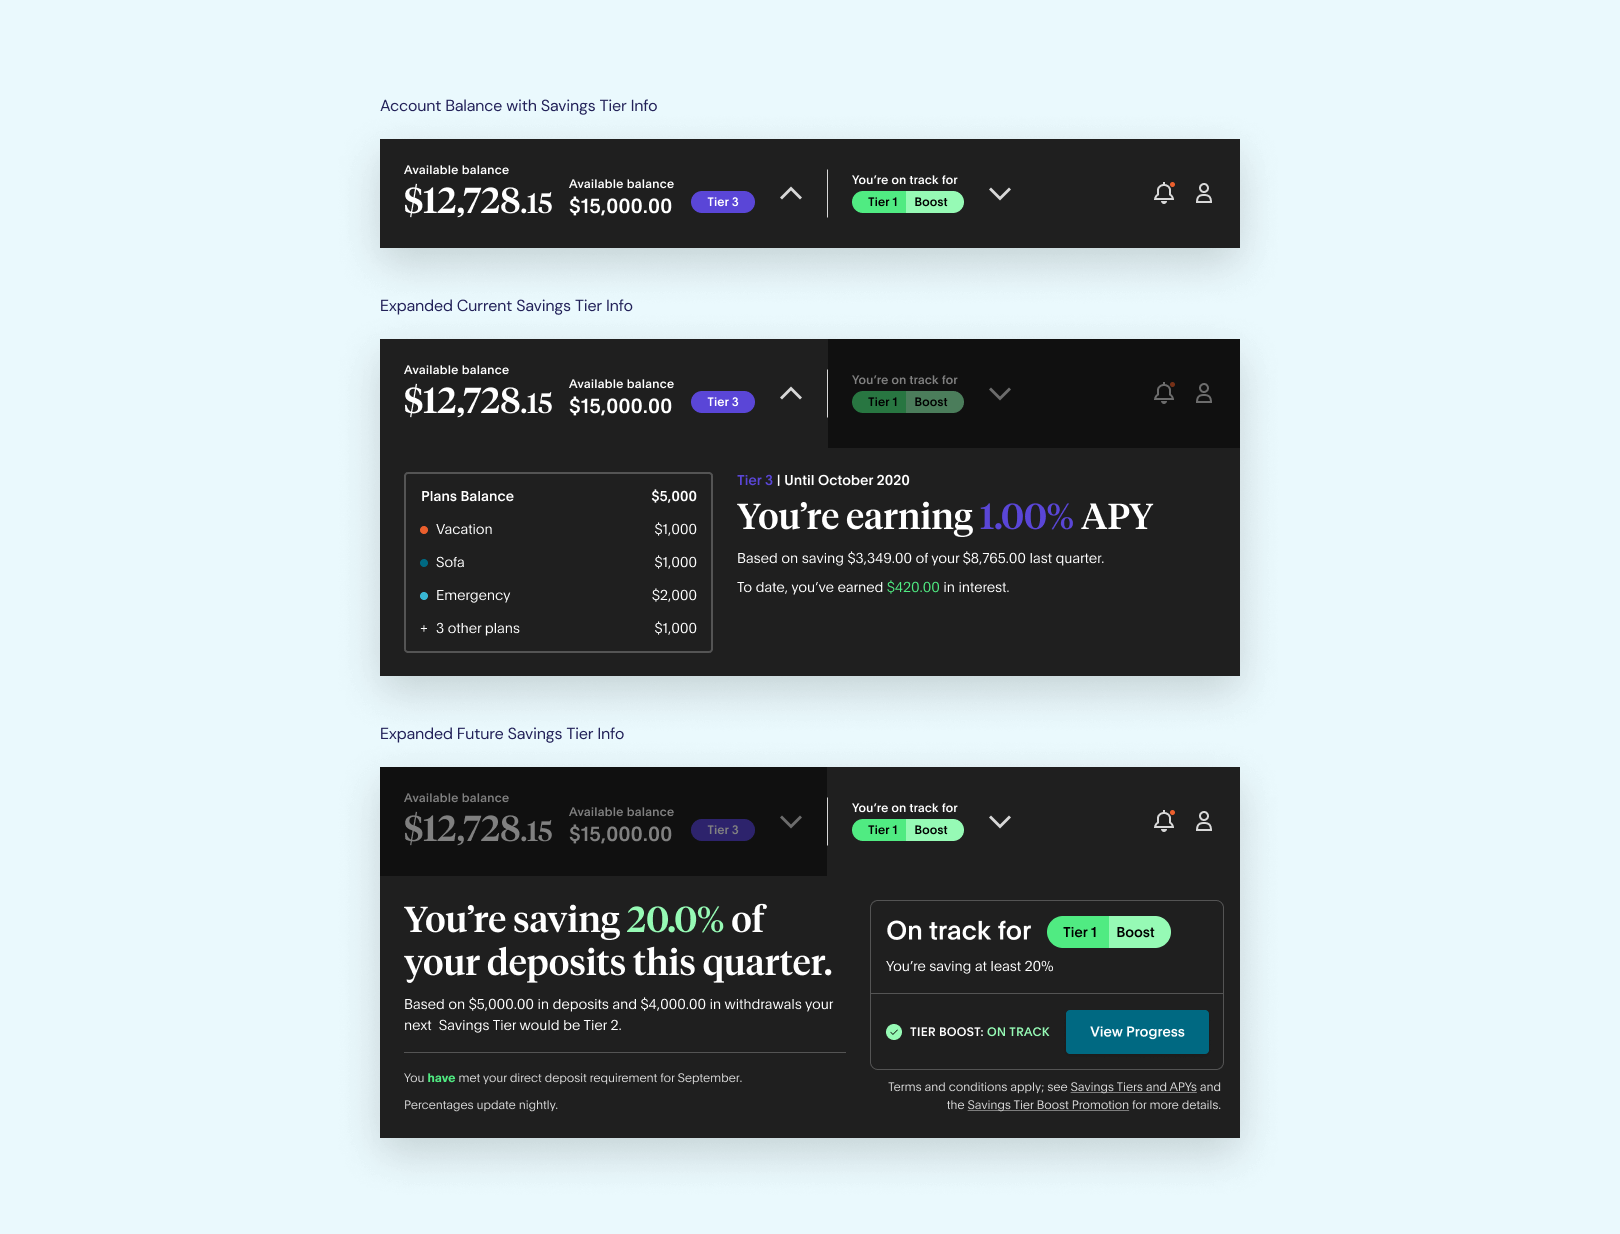 Account Balance with Savings Tier Info
Available balance
$12,728.15
Available balance
$15,000.00
Tier 3
You're on track for
Tier 1 Boost
Expanded Current Savings Tier Info
Available balance
$12,728.15
Available balance
$15,000.00
Tier 3
You're on track for
Tier 1 Boost
Plans Balance $5,000
Vacation $1,000
Sofa $1,000
Emergency $2,000
+ 3 other plans $1,000
Tier 3 | Until October 2020
You’re earning 1.00% APY
Based on saving $3,349.00 of your $8,765.00 last quarter.
To date, you’ve earned $420.00 in interest.
Expanded Future Savings Tier Info
Available balance
$12,728.15
Available balance
$15,000.00
Tier 3
You're on track for
Tier 1 Boost
You’re saving 20.0% of
your deposits this quarter.
Based on $5,000.00 in deposits and $4,000.00 in withdrawals your
next Savings Tier would be Tier 2.
You have met your direct deposit requirement for September.
Percentages update nightly.
On track for Tier 1 Boost
You’re saving at least 20%
TIER BOOST: ON TRACK
View Progress
Terms and conditions apply; see Savings Tiers and APYs and
the Savings Tier Boost Promotion for more details.